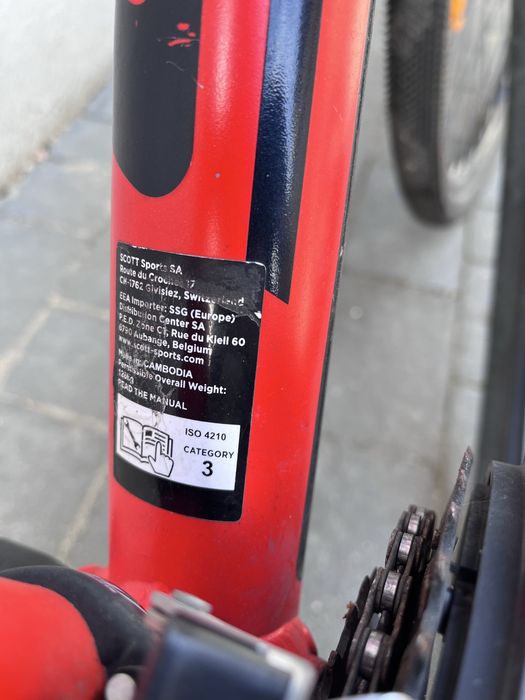 SCOTT Sports SA
Route du Crochet 17
CH-1762 Givisiez, Switzerland
EEA Importer: SSG (Europe)
Distribution Center SA
P.E.D. Zone C1, Rue du Kiell 60
6790 Aubange, Belgium
www.scott-sports.com
Made in: CAMBODIA
Permissible Overall Weight:
128kg
READ THE MANUAL
ISO 4210
CATEGORY
3